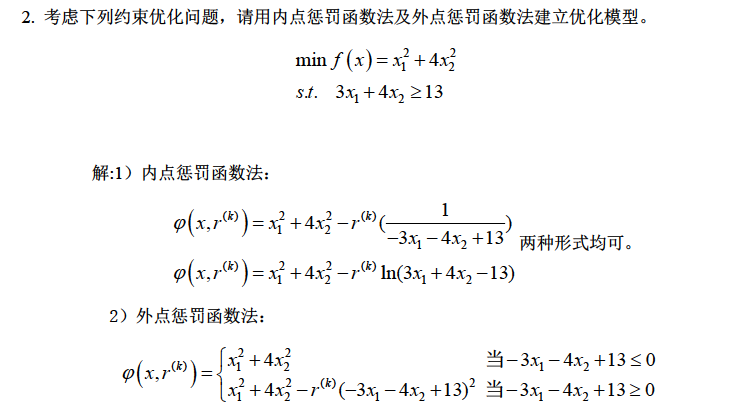 2. 考虑下列约束优化问题，请用内点惩罚函数法及外点惩罚函数法建立优化模型。
min f(x)=x₁²+4x₂²
s.t. 3x₁+4x₂≥13
解:1）内点惩罚函数法：
φ(x,r⁽ᵏ⁾)=x₁²+4x₂²−r⁽ᵏ⁾(1/(−3x₁−4x₂+13)) 两种形式均可。
φ(x,r⁽ᵏ⁾)=x₁²+4x₂²−r⁽ᵏ⁾ln(3x₁+4x₂−13)
2）外点惩罚函数法：
φ(x,r⁽ᵏ⁾)={x₁²+4x₂² 当−3x₁−4x₂+13≤0
x₁²+4x₂²−r⁽ᵏ⁾(−3x₁−4x₂+13)² 当−3x₁−4x₂+13≥0